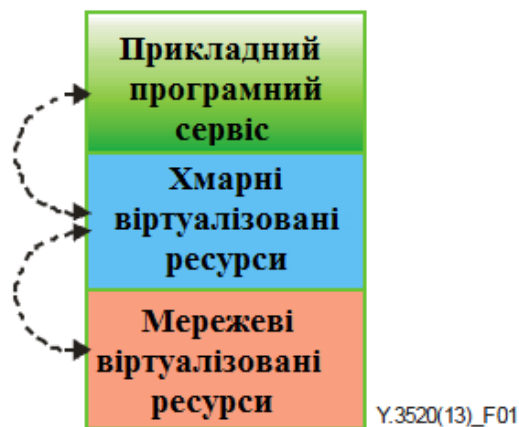 Прикладний
програмний
сервіс
Хмарні
віртуалізовані
ресурси
Мережеві
віртуалізовані
ресурси
Y.3520(13)_F01